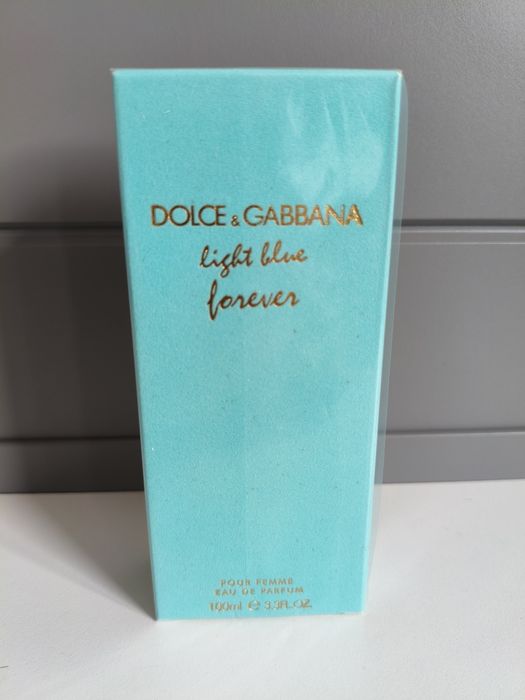 DOLCE & GABBANA
light blue
forever
POUR FEMME
EAU DE PARFUM
100ml e 3.3FL.OZ.